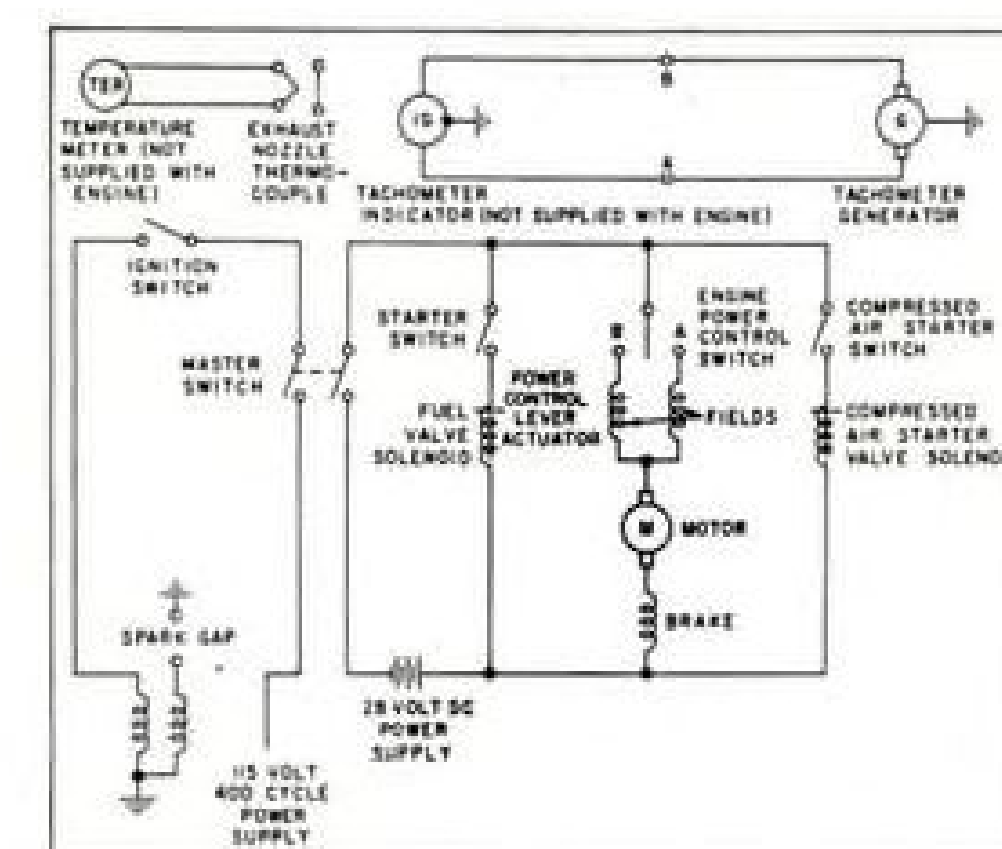 TER
TEMPERATURE
METER (NOT
SUPPLIED WITH
ENGINE)
EXHAUST
NOZZLE
THERMO-
COUPLE
B
A
G
TACHOMETER
INDICATOR (NOT SUPPLIED WITH ENGINE)
TACHOMETER
GENERATOR
IGNITION
SWITCH
MASTER
SWITCH
STARTER
SWITCH
FUEL
VALVE
SOLENOID
POWER
CONTROL
LEVER
ACTUATOR
B
A
ENGINE
POWER
CONTROL
SWITCH
FIELDS
COMPRESSED
AIR STARTER
SWITCH
COMPRESSED
AIR STARTER
VALVE SOLENO
M
MOTOR
BRAKE
SPARK GAP
28 VOLT DC
POWER
SUPPLY
115 VOLT
400 CYCLE
POWER
SUPPLY